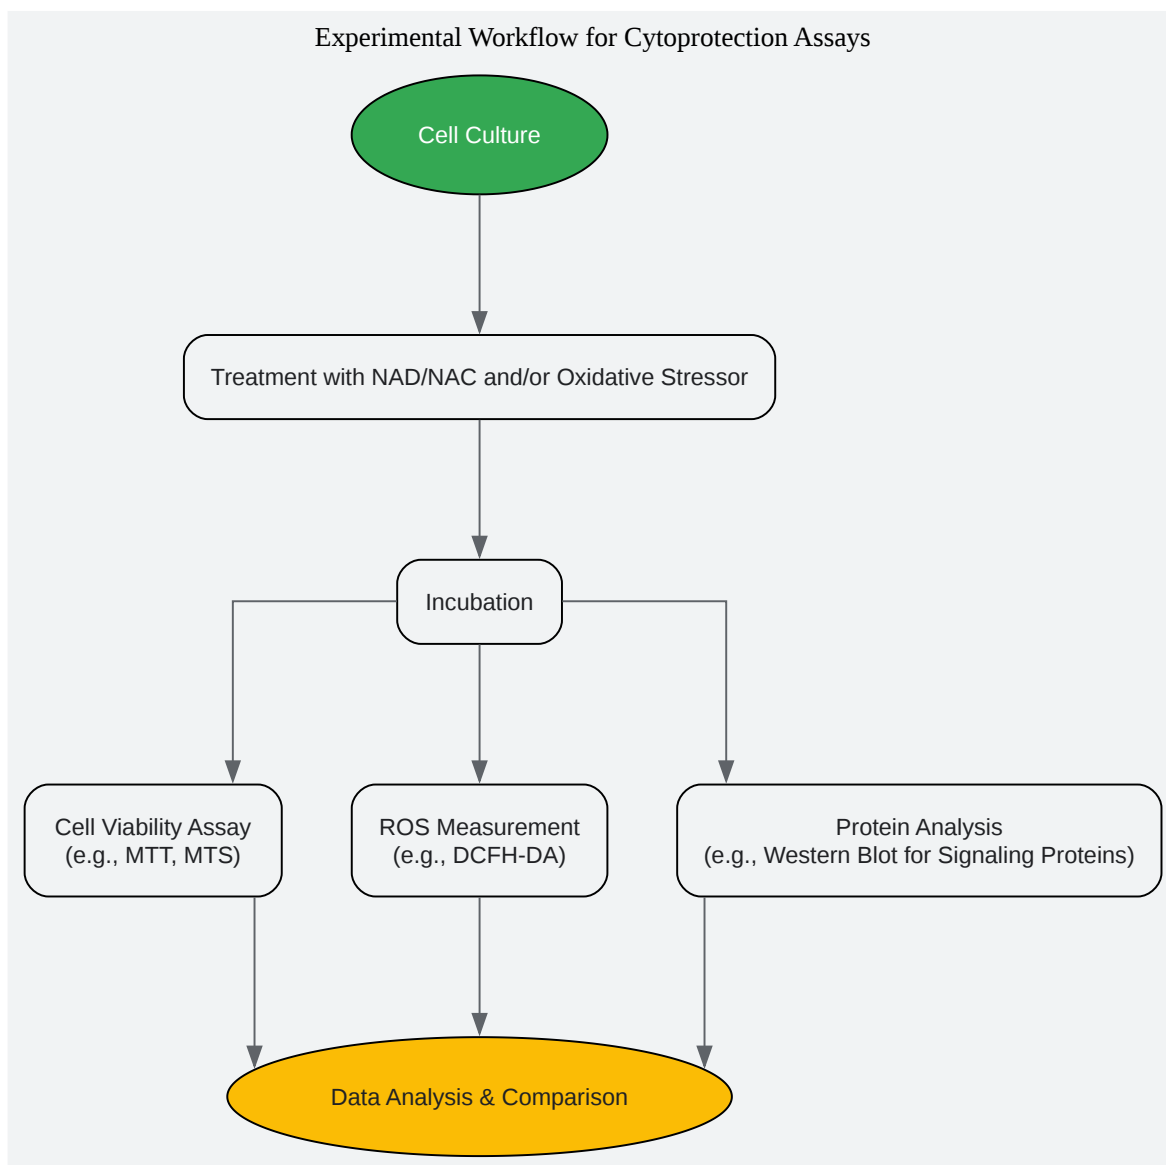 Experimental Workflow for Cytoprotection Assays
Cell Culture
Treatment with NAD/NAC and/or Oxidative Stressor
Incubation
Cell Viability Assay
(e.g., MTT, MTS)
ROS Measurement
(e.g., DCFH-DA)
Protein Analysis
(e.g., Western Blot for Signaling Proteins)
Data Analysis & Comparison